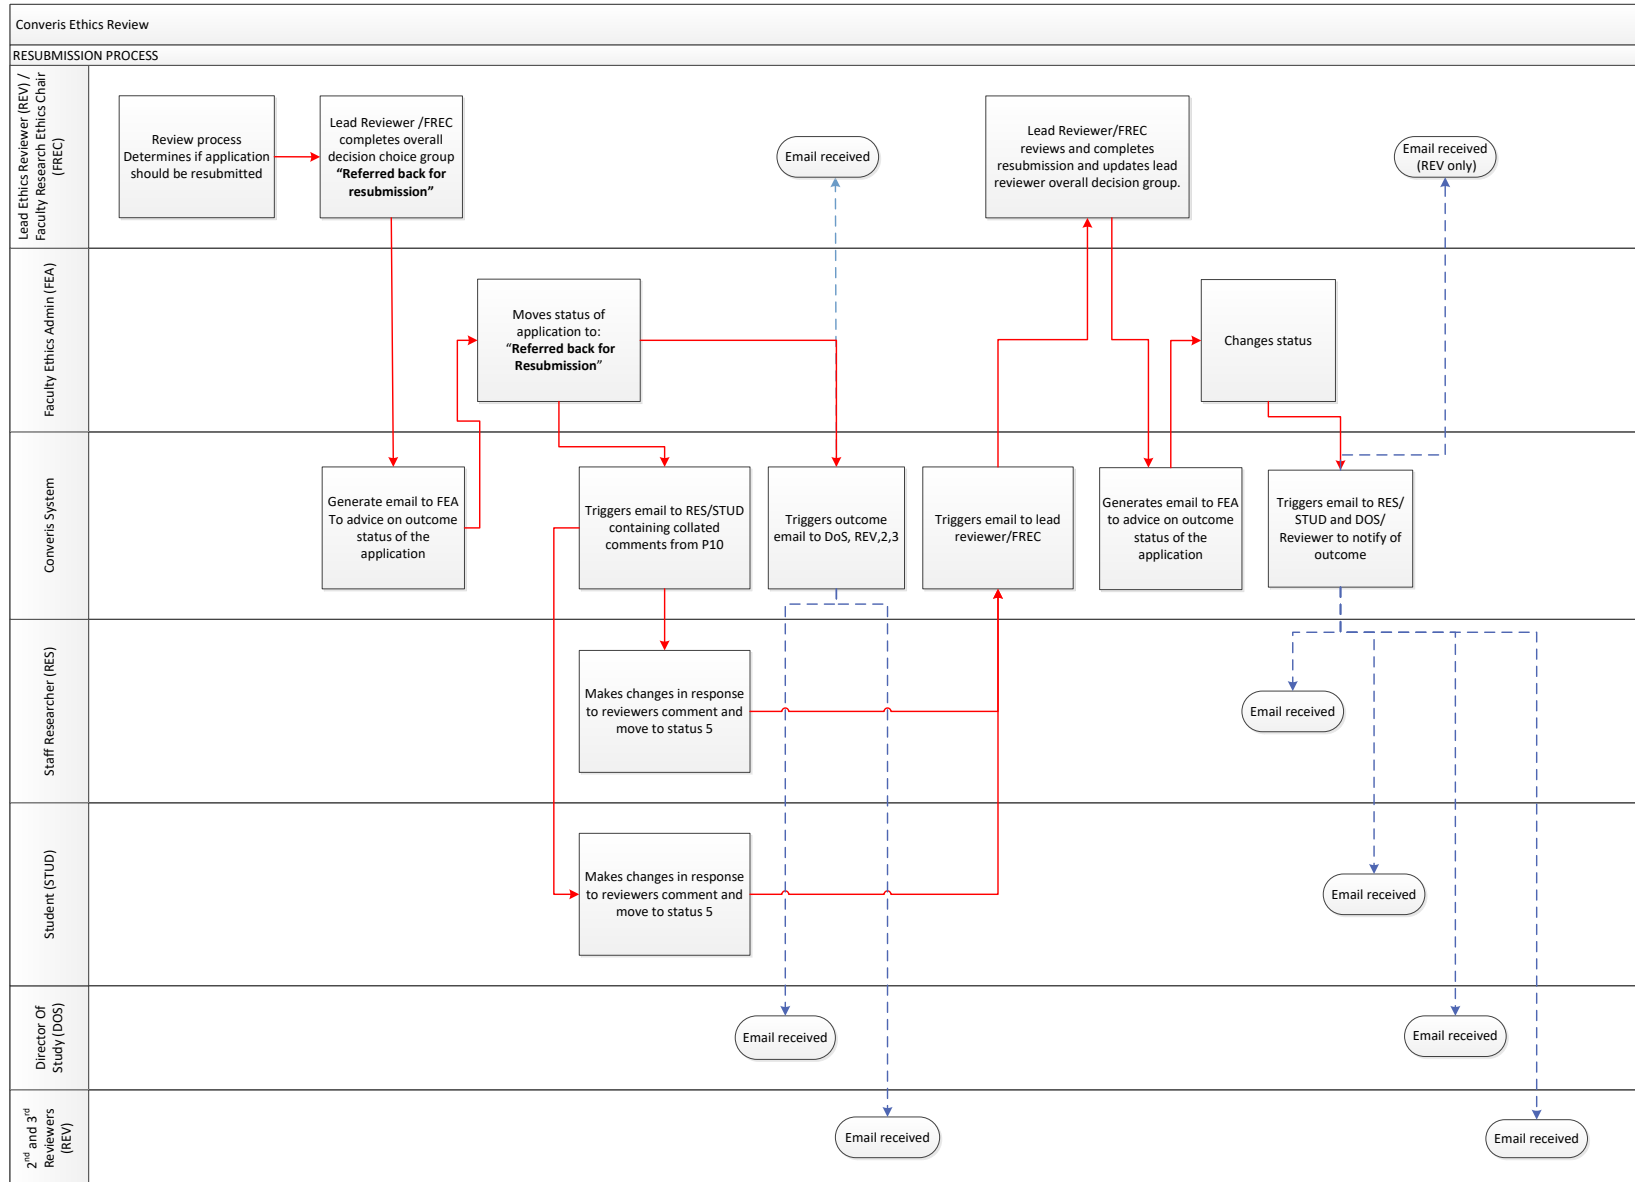 Converis Ethics Review
RESUBMISSION PROCESS
Lead Ethics Reviewer (REV) /
Faculty Research Ethics Chair
(FREC)
Review process
Determines if application
should be resubmitted
Lead Reviewer /FREC
completes overall
decision choice group
“Referred back for
resubmission”
Email received
Lead Reviewer/FREC
reviews and completes
resubmission and updates lead
reviewer overall decision group.
Email received
(REV only)
Faculty Ethics Admin (FEA)
Moves status of
application to:
“Referred back for
Resubmission”
Changes status
Converis System
Generate email to FEA
To advice on outcome
status of the
application
Triggers email to RES/STUD
containing collated
comments from P10
Triggers outcome
email to DoS, REV,2,3
Triggers email to lead
reviewer/FREC
Generates email to FEA
to advice on outcome
status of the
application
Triggers email to RES/
STUD and DOS/
Reviewer to notify of
outcome
Staff Researcher (RES)
Makes changes in response
to reviewers comment and
move to status 5
Email received
Student (STUD)
Makes changes in response
to reviewers comment and
move to status 5
Email received
Director Of
Study (DOS)
Email received
Email received
2nd and 3rd
Reviewers
(REV)
Email received
Email received